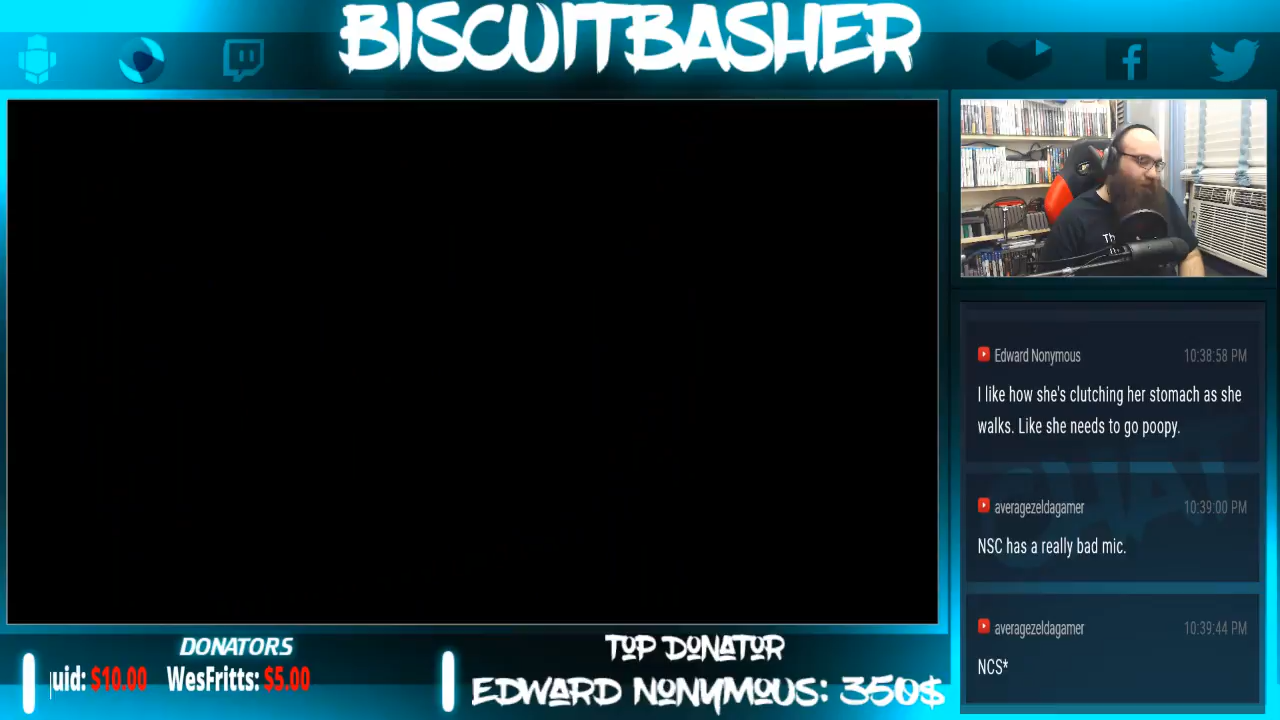 BISCUITBASHER
Edward Nonymous 10:38:58 PM
I like how she's clutching her stomach as she
walks. Like she needs to go poopy.
averagezeldagamer 10:39:00 PM
NSC has a really bad mic.
averagezeldagamer 10:39:44 PM
NCS*
DONATORS
uid: $10.00 WesFritts: $5.00
TOP DONATOR
EDWARD NONYMOUS: 350$